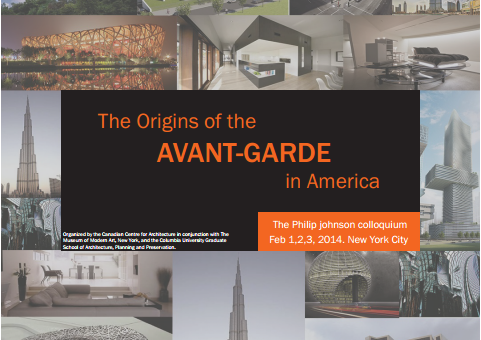 The Origins of the
AVANT-GARDE
in America
The Philip johnson colloquium
Feb 1,2,3, 2014. New York City
Organized by the Canadian Centre for Architecture in conjunction with The
Museum of Modern Art, New York, and the Columbia University Graduate
School of Architecture, Planning and Preservation.